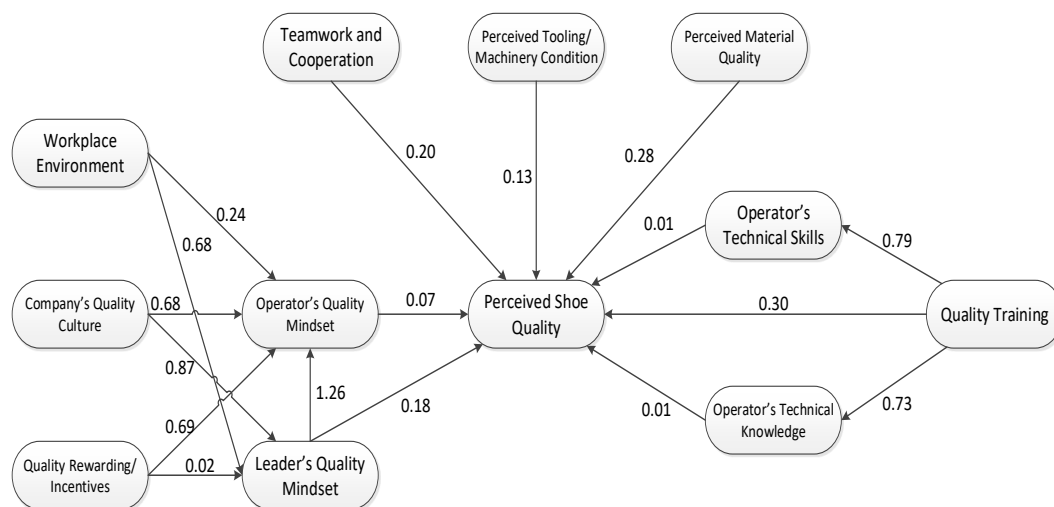 Teamwork and
Cooperation
Perceived Tooling/
Machinery Condition
Perceived Material
Quality
Workplace
Environment
0.20
0.13
0.28
0.24
0.68
0.01
Operator's
Technical Skills
0.79
Company's Quality
Culture
0.68
Operator's Quality
Mindset
0.07
Perceived Shoe
Quality
0.30
Quality Training
0.87
0.69
1.26
0.18
0.01
Operator's Technical
Knowledge
0.73
Quality Rewarding/
Incentives
0.02
Leader's Quality
Mindset